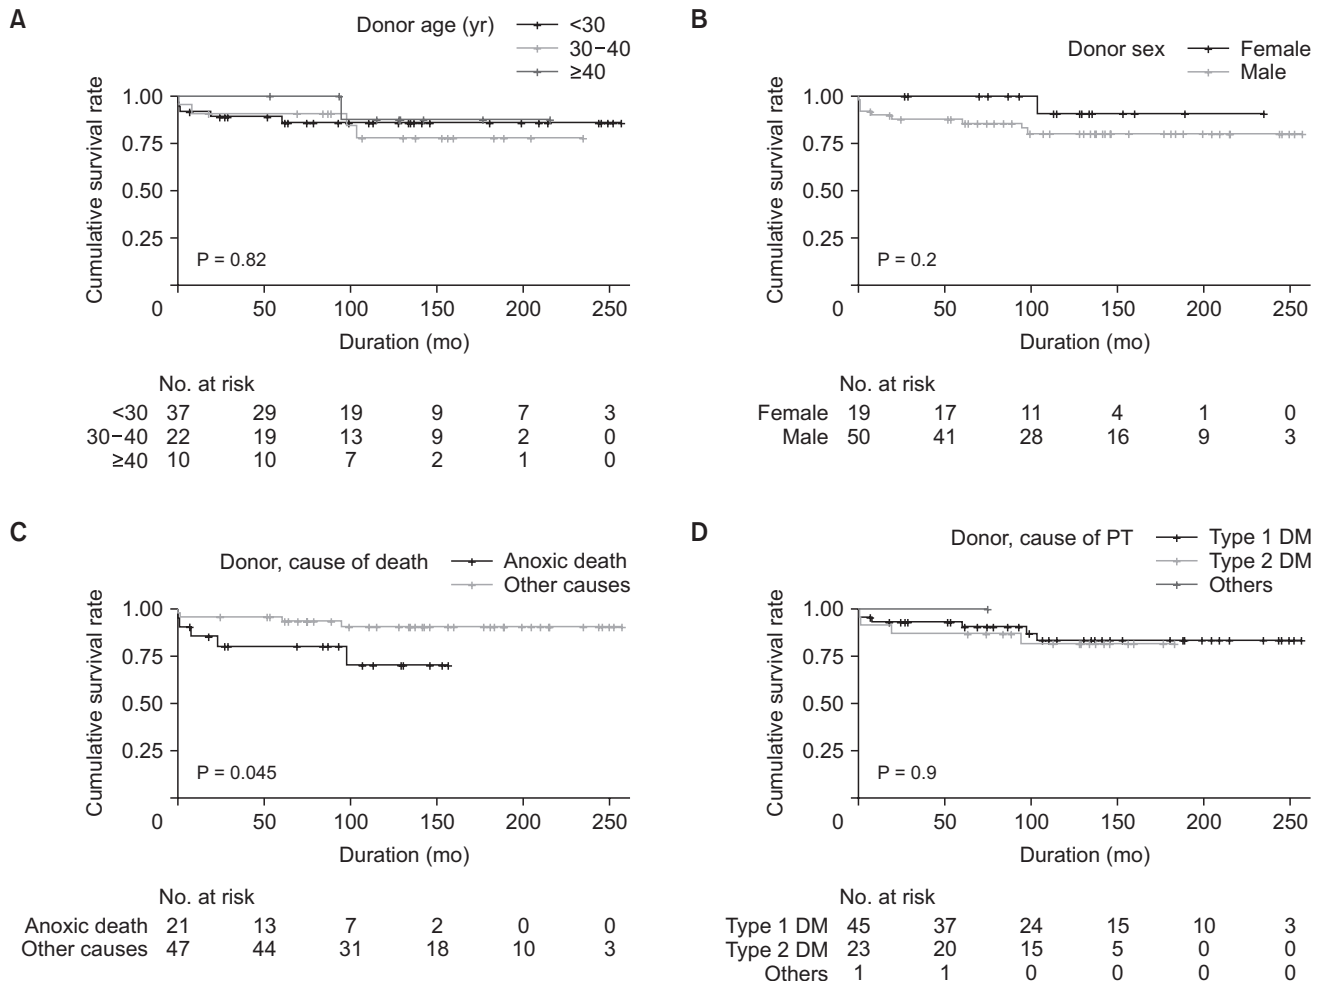 A
Donor age (yr)
<30
30−40
≥40
Cumulative survival rate
1.00
0.75
0.50
0.25
P = 0.82
0 50 100 150 200 250
Duration (mo)
No. at risk
<30 37 29 19 9 7 3
30−40 22 19 13 9 2 0
≥40 10 10 7 2 1 0
B
Donor sex
Female
Male
Cumulative survival rate
1.00
0.75
0.50
0.25
P = 0.2
0 50 100 150 200 250
Duration (mo)
No. at risk
Female 19 17 11 4 1 0
Male 50 41 28 16 9 3
C
Donor, cause of death
Anoxic death
Other causes
Cumulative survival rate
1.00
0.75
0.50
0.25
P = 0.045
0 50 100 150 200 250
Duration (mo)
No. at risk
Anoxic death 21 13 7 2 0 0
Other causes 47 44 31 18 10 3
D
Donor, cause of PT
Type 1 DM
Type 2 DM
Others
Cumulative survival rate
1.00
0.75
0.50
0.25
P = 0.9
0 50 100 150 200 250
Duration (mo)
No. at risk
Type 1 DM 45 37 24 15 10 3
Type 2 DM 23 20 15 5 0 0
Others 1 1 0 0 0 0